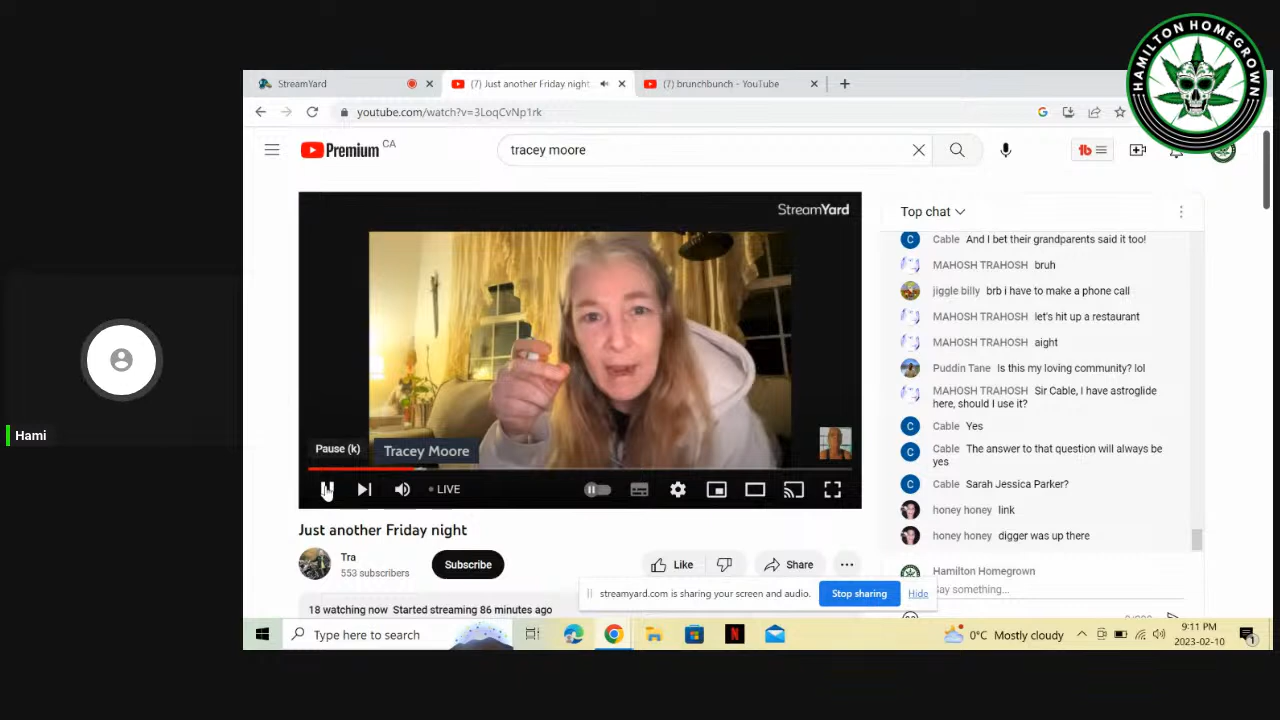 HAMILTON HOMEGROWN
StreamYard
(7) Just another Friday night
(7) brunchbunch - YouTube
youtube.com/watch?v=3LoqCvNp1rk
Premium CA
tracey moore
StreamYard
Top chat
Cable And I bet their grandparents said it too!
MAHOSH TRAHOSH bruh
jiggle billy brb i have to make a phone call
MAHOSH TRAHOSH let's hit up a restaurant
MAHOSH TRAHOSH aight
Puddin Tane Is this my loving community? lol
MAHOSH TRAHOSH Sir Cable, I have astroglide
here, should I use it?
Cable Yes
Cable The answer to that question will always be
yes
Cable Sarah Jessica Parker?
honey honey link
honey honey digger was up there
Hamilton Homegrown
Say something...
Hami
Pause (k)
Tracey Moore
LIVE
Just another Friday night
Tra
553 subscribers
Subscribe
Like
Share
streamyard.com is sharing your screen and audio.
Stop sharing
Hide
18 watching now Started streaming 86 minutes ago
Type here to search
0°C Mostly cloudy
9:11 PM
2023-02-10